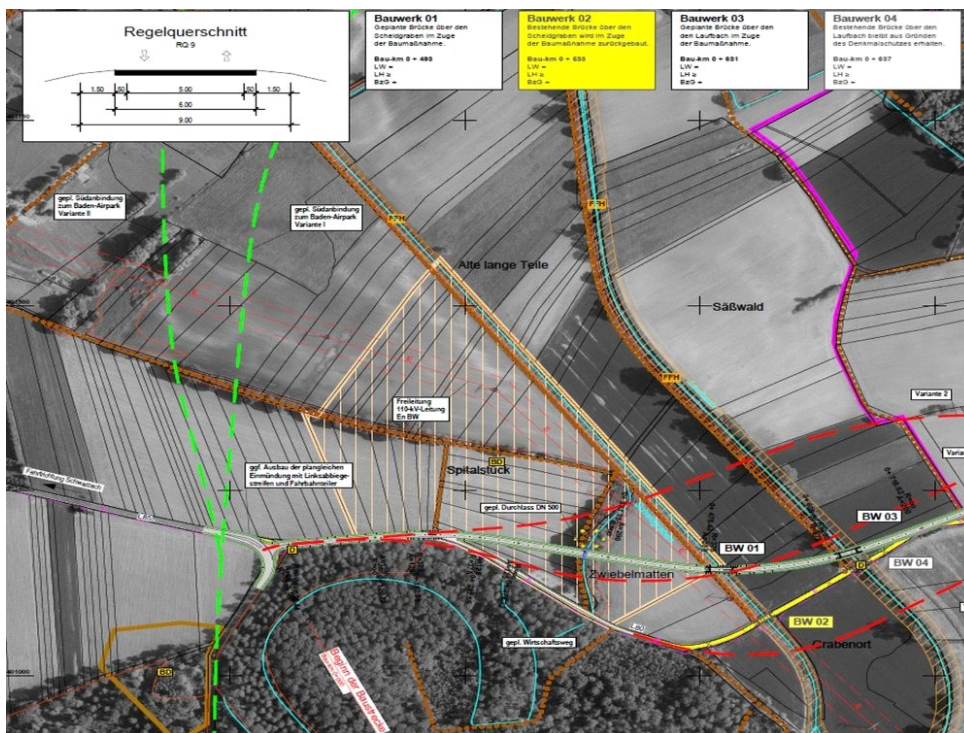 Regelquerschnitt
RQ 9
1.50 .50 5.00 .50 1.50
6.00
9.00
Bauwerk 01
Geplante Brücke über den
Scheidgraben im Zuge
der Baumaßnahme.
Bau-km 0 + 493
LW =
LH ≥
BzG =
Bauwerk 02
Bestehende Brücke über den
Scheidgraben wird im Zuge
der Baumaßnahme zurückgebaut.
LW =
LH ≥
BzG =
Bauwerk 03
Geplante Brücke über
den Laufbach im Zuge
der Baumaßnahme.
Bau-km 0 + 651
LW =
LH ≥
BzG =
Bauwerk 04
Bestehende Brücke über den
Laufbach bleibt aus Gründen
des Denkmalschutzes erhalten.
Bau-km 0 + 637
LW =
LH ≥
BzG =
gepl. Südanbindung
zum Baden-Airpark
Variante II
gepl. Südanbindung
zum Baden-Airpark
Variante I
FFH
FFH
Alte lange Teile
Säßwald
FFH
Freileitung
110-kV-Leitung
En BW
Variante 2
ggf. Ausbau der plangleichen
Einmündung mit Linksabbiege-
streifen und Fahrbahnteiler
BD
Spitalstück
Fahrtrichtung Schwarzach
gepl. Durchlass DN 500
BW 03
BW 01
D
D
BW 04
Zwiebelmatten
BW 02
gepl. Wirtschaftsweg
Grabenort
BD
Beginn der Baustrecke